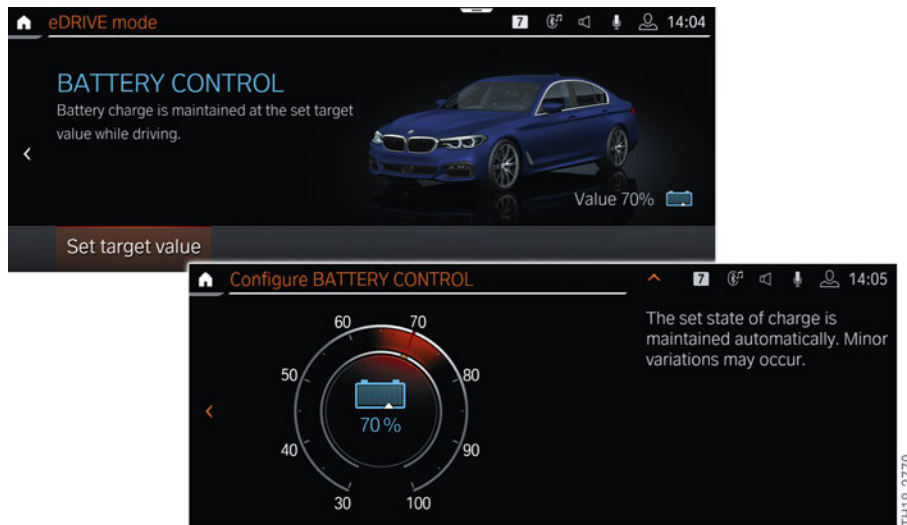 eDRIVE mode
7
14:04
BATTERY CONTROL
Battery charge is maintained at the set target
value while driving.
Value 70%
Set target value
Configure BATTERY CONTROL
7
14:05
The set state of charge is
maintained automatically. Minor
variations may occur.
60
70
50
80
70 %
40
90
30
100
TH18-2770